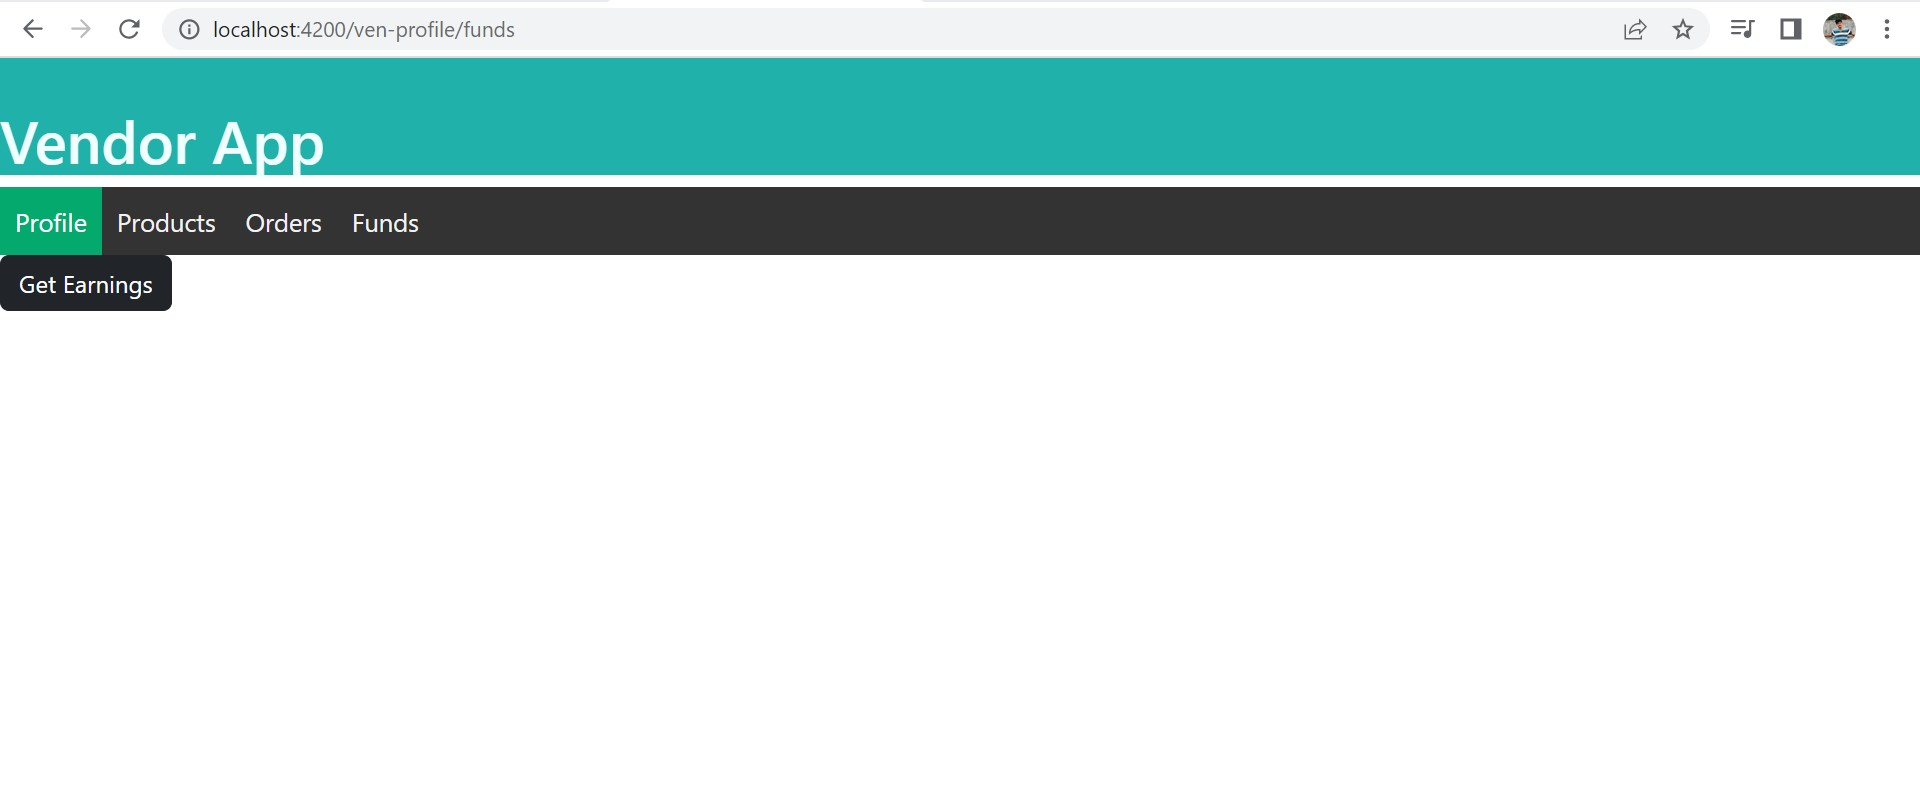 localhost:4200/ven-profile/funds
Vendor App
Profile Products Orders Funds
Get Earnings